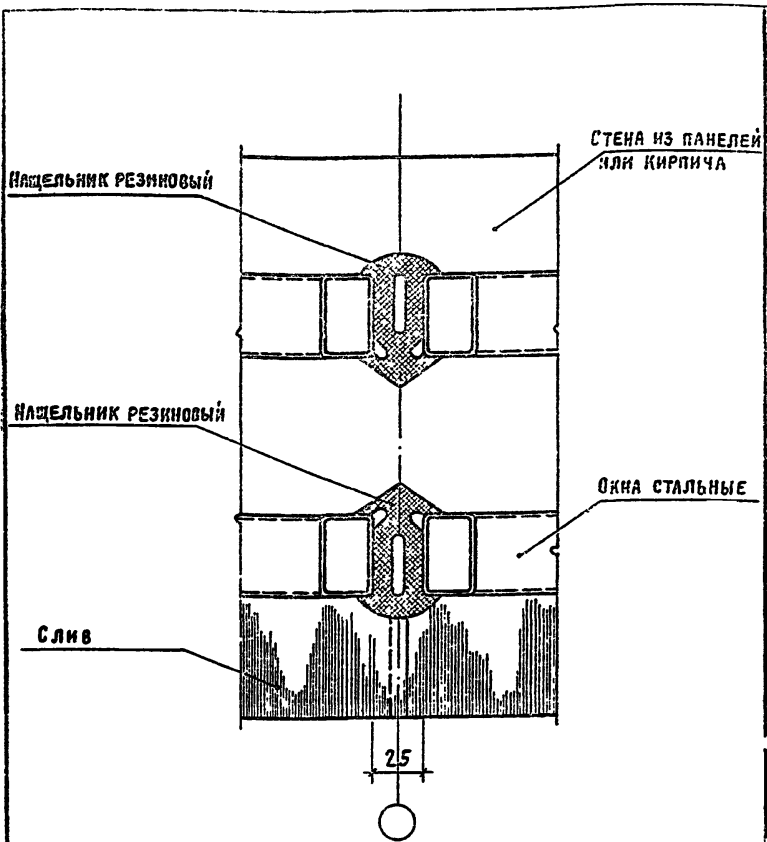 Стена из панелей
или кирпича
Нащельник резиновый
Нащельник резиновый
Окна стальные
Слив
25